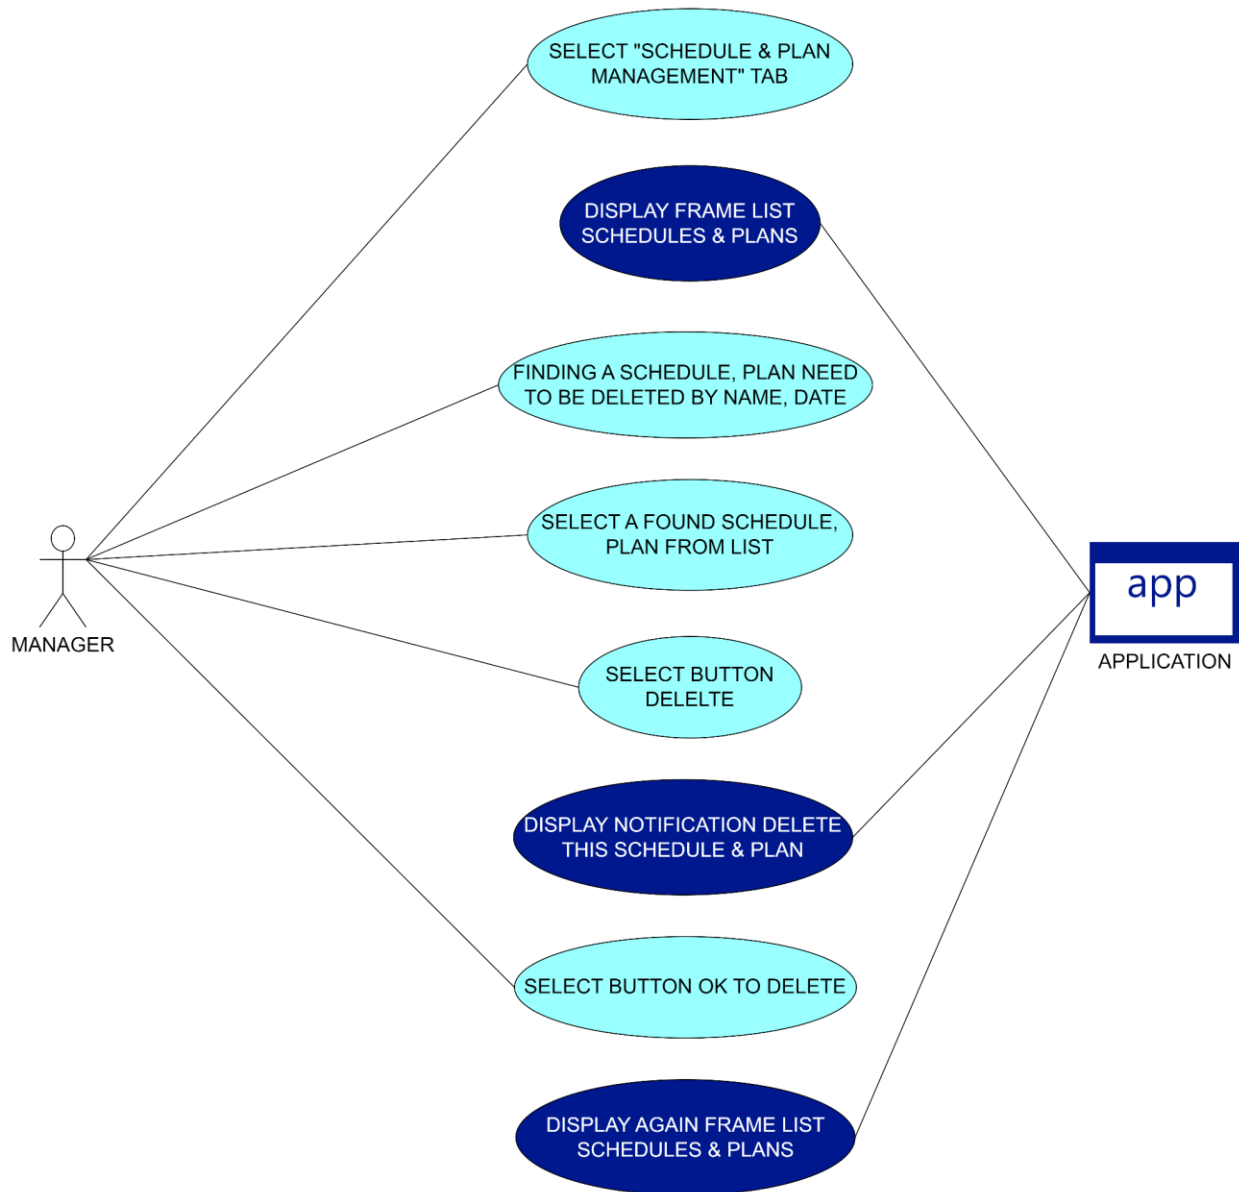 SELECT "SCHEDULE & PLAN
MANAGEMENT" TAB
DISPLAY FRAME LIST
SCHEDULES & PLANS
FINDING A SCHEDULE, PLAN NEED
TO BE DELETED BY NAME, DATE
SELECT A FOUND SCHEDULE,
PLAN FROM LIST
MANAGER
app
APPLICATION
SELECT BUTTON
DELELTE
DISPLAY NOTIFICATION DELETE
THIS SCHEDULE & PLAN
SELECT BUTTON OK TO DELETE
DISPLAY AGAIN FRAME LIST
SCHEDULES & PLANS